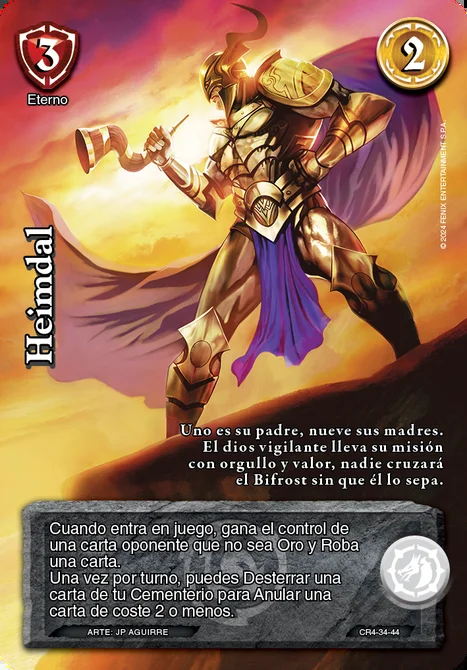 3
2
Eterno
© 2024 FENIX ENTERTAINMENT S.P.A.
Heimdal
Uno es su padre, nueve sus madres.
El dios vigilante lleva su misión
con orgullo y valor, nadie cruzará
el Bifrost sin que él lo sepa.
Cuando entra en juego, gana el control de
una carta oponente que no sea Oro y Roba
una carta.
Una vez por turno, puedes Desterrar una
carta de tu Cementerio para Anular una
carta de coste 2 o menos.
ARTE: JP AGUIRRE
CR4-34-44